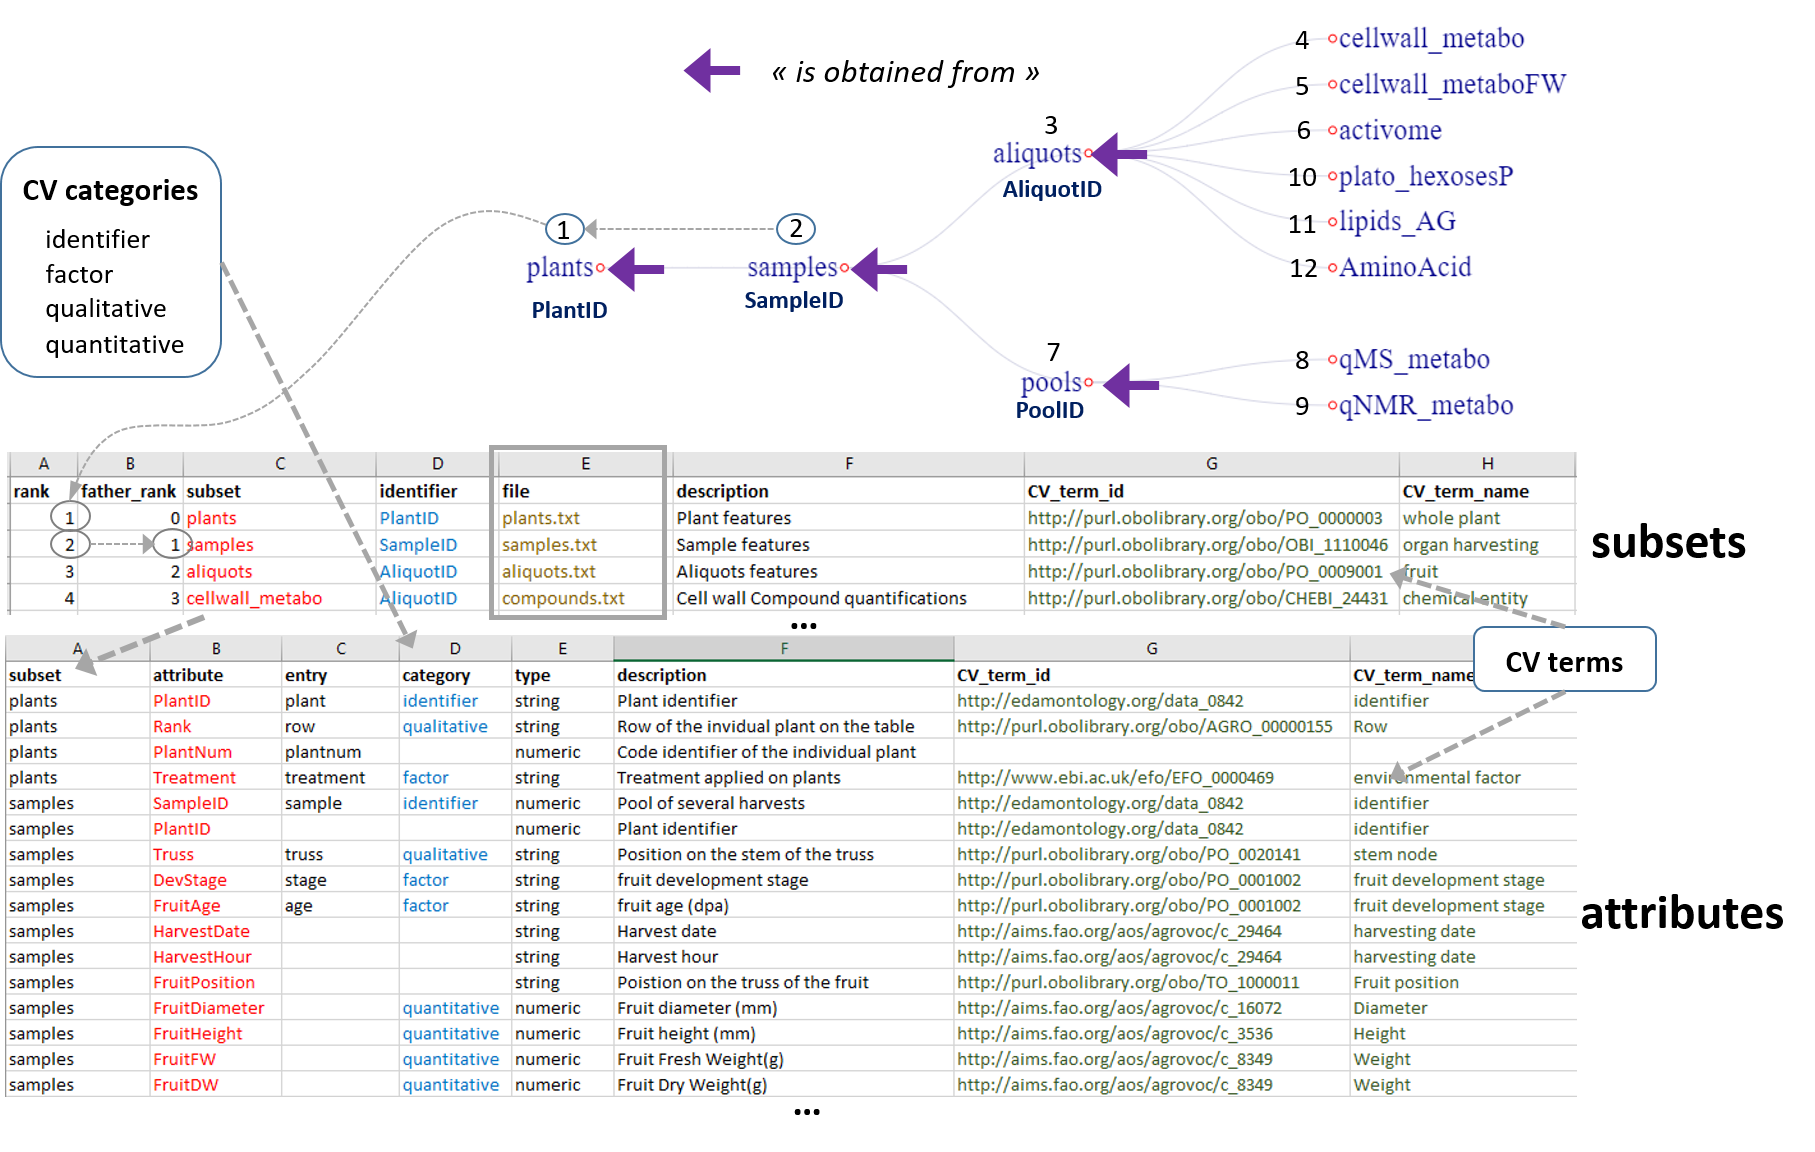 « is obtained from »
4 cellwall_metabo
5 cellwall_metaboFW
6 activome
10 plato_hexosesP
11 lipids_AG
12 AminoAcid
3
aliquots
AliquotID
1 2
plants samples
PlantID SampleID
7
pools
PoolID
8 qMS_metabo
9 qNMR_metabo
CV categories
identifier
factor
qualitative
quantitative
A B C D E F G H
rank father_rank subset identifier file description CV_term_id CV_term_name
1 0 plants PlantID plants.txt Plant features http://purl.obolibrary.org/obo/PO_0000003 whole plant
2 1 samples SampleID samples.txt Sample features http://purl.obolibrary.org/obo/OBI_1110046 organ harvesting
3 2 aliquots AliquotID aliquots.txt Aliquots features http://purl.obolibrary.org/obo/PO_0009001 fruit
4 3 cellwall_metabo AliquotID compounds.txt Cell wall Compound quantifications http://purl.obolibrary.org/obo/CHEBI_24431 chemical entity
...
subsets
CV terms
A B C D E F G
subset attribute entry category type description CV_term_id CV_term_name
plants PlantID plant identifier string Plant identifier http://edamontology.org/data_0842 identifier
plants Rank row qualitative string Row of the invidual plant on the table http://purl.obolibrary.org/obo/AGRO_00000155 Row
plants PlantNum plantnum numeric Code identifier of the individual plant
plants Treatment treatment factor string Treatment applied on plants http://www.ebi.ac.uk/efo/EFO_0000469 environmental factor
samples SampleID sample identifier numeric Pool of several harvests http://edamontology.org/data_0842 identifier
samples PlantID numeric Plant identifier http://edamontology.org/data_0842 identifier
samples Truss truss qualitative string Position on the stem of the truss http://purl.obolibrary.org/obo/PO_0020141 stem node
samples DevStage stage factor string fruit development stage http://purl.obolibrary.org/obo/PO_0001002 fruit development stage
samples FruitAge age factor string fruit age (dpa) http://purl.obolibrary.org/obo/PO_0001002 fruit development stage
samples HarvestDate string Harvest date http://aims.fao.org/aos/agrovoc/c_29464 harvesting date
samples HarvestHour string Harvest hour http://aims.fao.org/aos/agrovoc/c_29464 harvesting date
samples FruitPosition string Poistion on the truss of the fruit http://purl.obolibrary.org/obo/TO_1000011 Fruit position
samples FruitDiameter quantitative numeric Fruit diameter (mm) http://aims.fao.org/aos/agrovoc/c_16072 Diameter
samples FruitHeight quantitative numeric Fruit height (mm) http://aims.fao.org/aos/agrovoc/c_3536 Height
samples FruitFW quantitative numeric Fruit Fresh Weight(g) http://aims.fao.org/aos/agrovoc/c_8349 Weight
samples FruitDW quantitative numeric Fruit Dry Weight(g) http://aims.fao.org/aos/agrovoc/c_8349 Weight
...
attributes